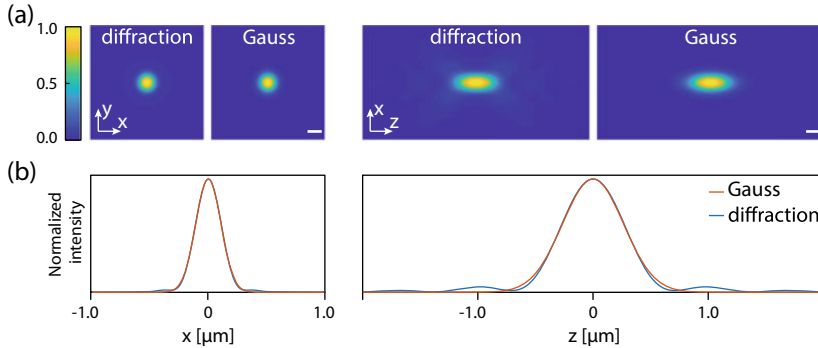 (a)
1.0
0.5
0.0
diffraction
Gauss
y
x
diffraction
Gauss
x
z
(b)
Normalized
intensity
-1.0
0
1.0
x [μm]
Gauss
diffraction
-1.0
0
1.0
z [μm]